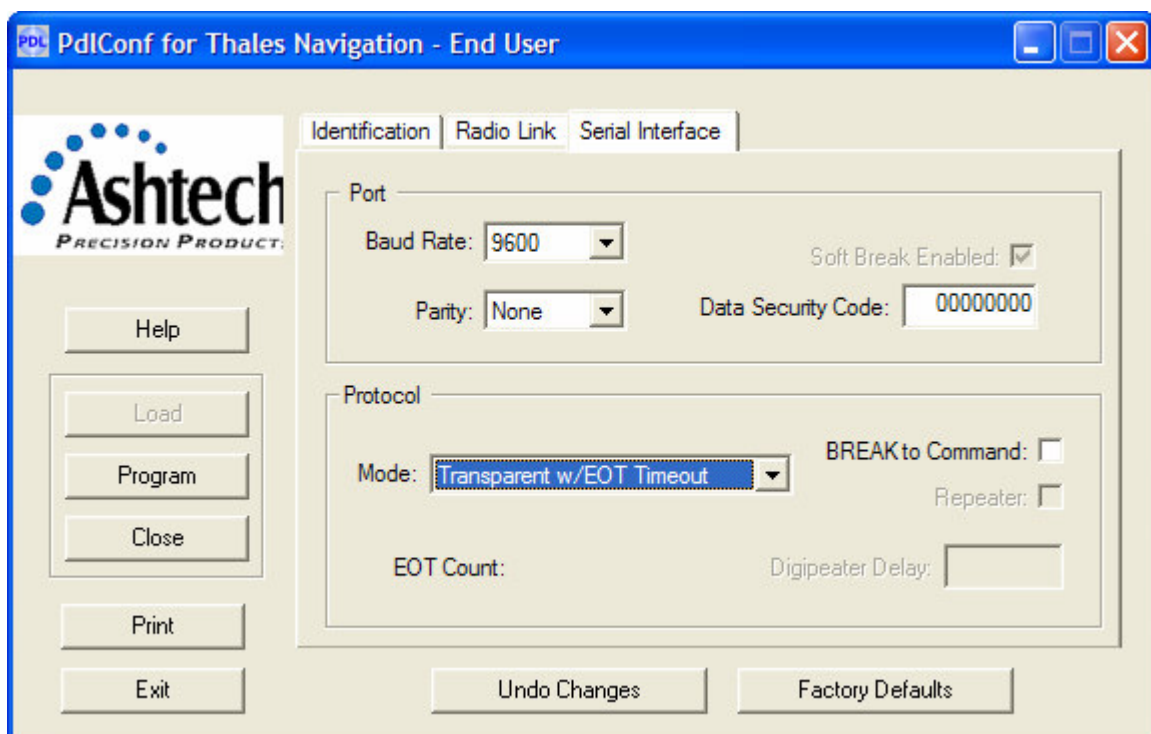 PDL PdlConf for Thales Navigation - End User
Ashtech
PRECISION PRODUCT
Identification Radio Link Serial Interface
Port
Baud Rate: 9600
Soft Break Enabled:
Parity: None
Data Security Code: 00000000
Help
Load
Program
Close
Print
Exit
Protocol
Mode: Transparent w/EOT Timeout
BREAK to Command:
Repeater:
EOT Count:
Digipeater Delay:
Undo Changes
Factory Defaults